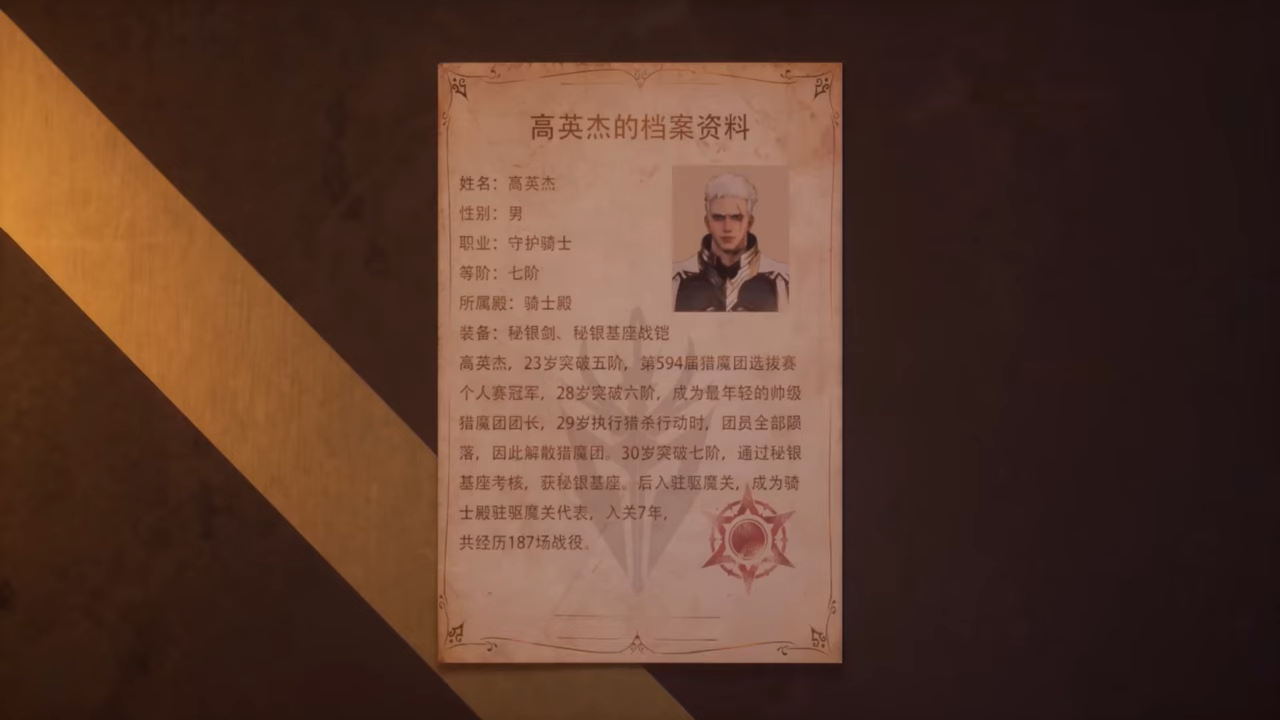 高英杰的档案资料
姓名：高英杰
性别：男
职业：守护骑士
等阶：七阶
所属殿：骑士殿
装备：秘银剑、秘银基座战铠
高英杰，23岁突破五阶，第594届猎魔团选拔赛
个人赛冠军，28岁突破六阶，成为最年轻的帅级
猎魔团团长，29岁执行猎杀行动时，团员全部陨
落，因此解散猎魔团。30岁突破七阶，通过秘银
基座考核，获秘银基座。后入驻驱魔关，成为骑
士殿驻驱魔关代表，入关7年，
共经历187场战役。